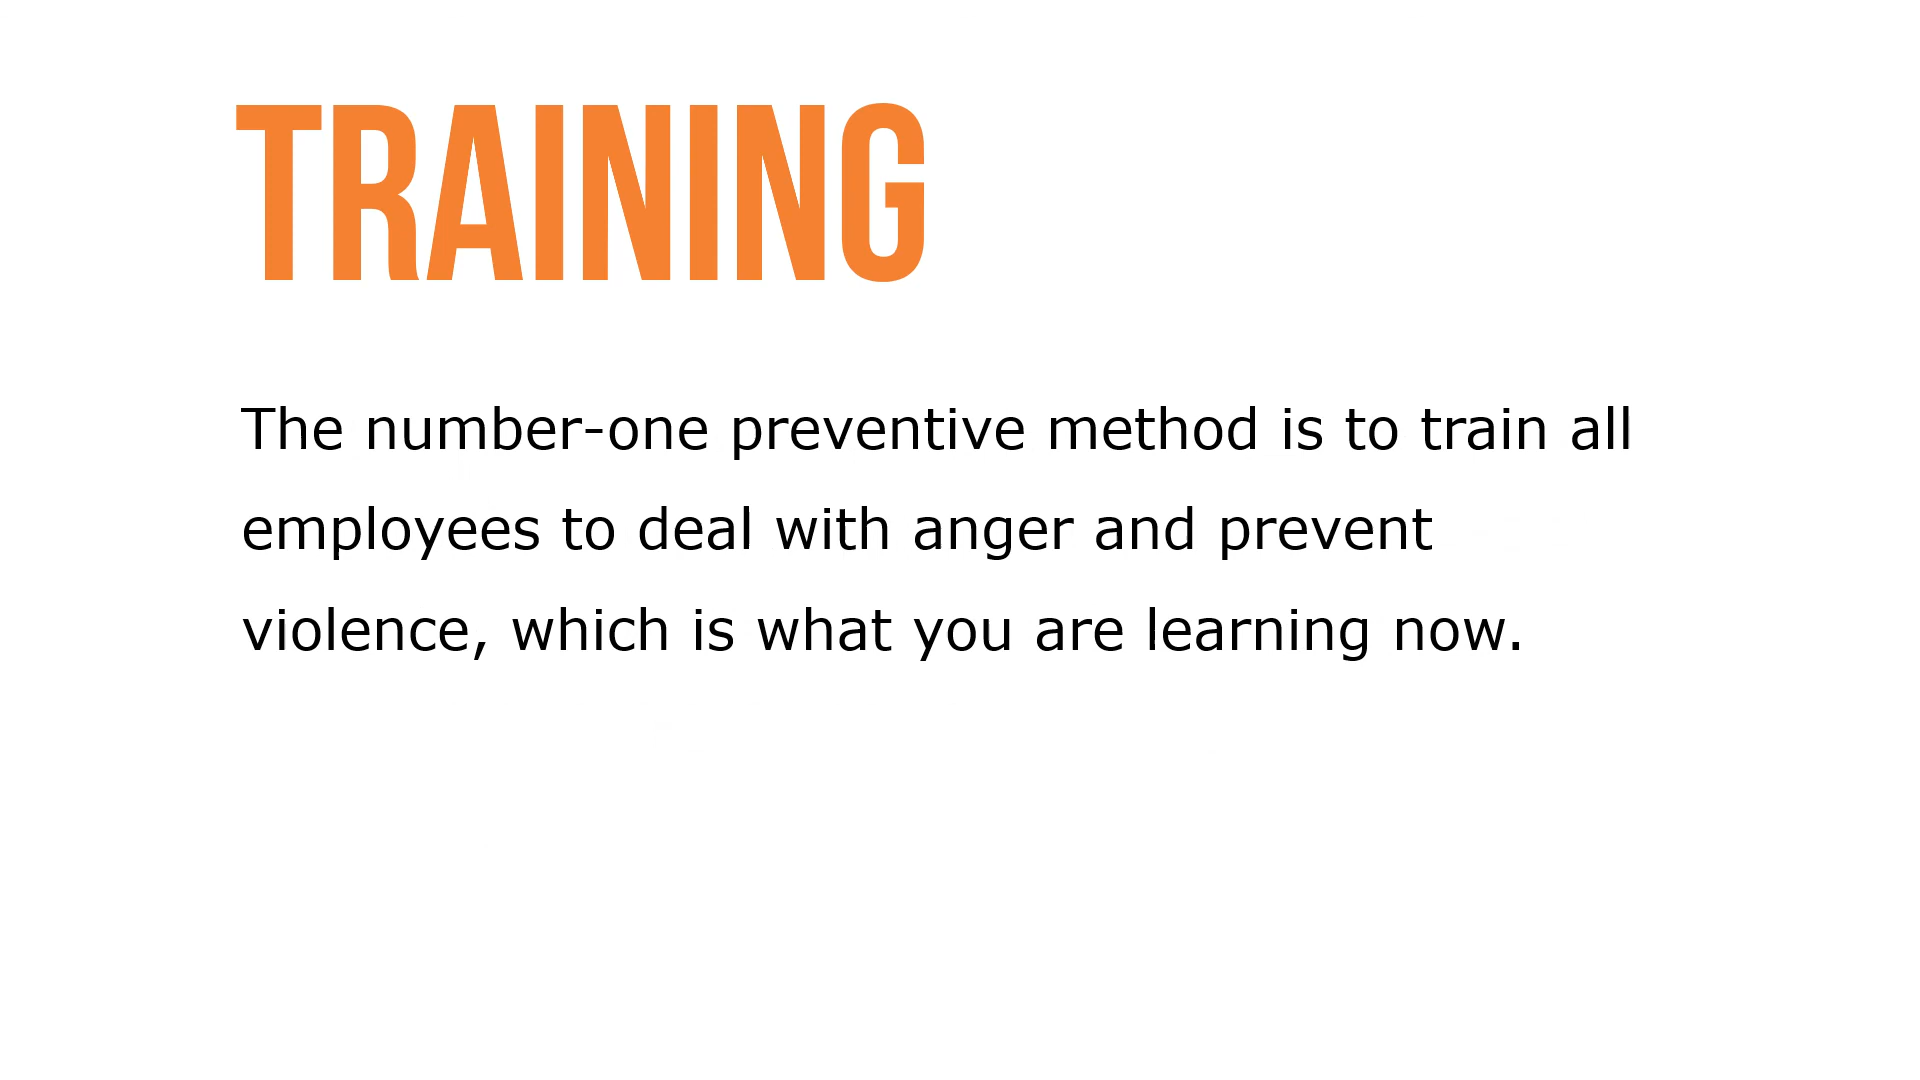 TRAINING
The number-one preventive method is to train all
employees to deal with anger and prevent
violence, which is what you are learning now.